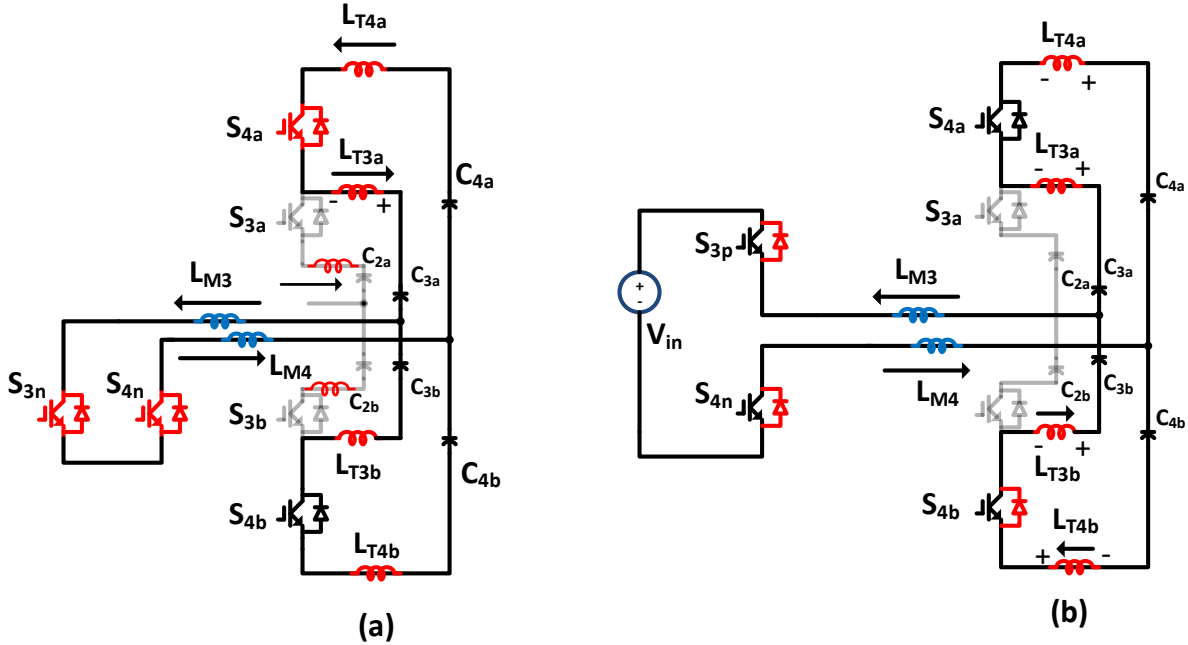 LT4a
S4a
LT3a
- +
C4a
S3a
C2a
C3a
LM3
LM4
S3n
S4n
C2b
C3b
S3b
LT3b
C4b
S4b
LT4b
(a)
LT4a
- +
S4a
LT3a
- +
C4a
S3a
S3p
C2a
C3a
LM3
+
-
Vin
LM4
S4n
C2b
C3b
S3b
C4b
- +
LT3b
S4b
LT4b
+ -
(b)